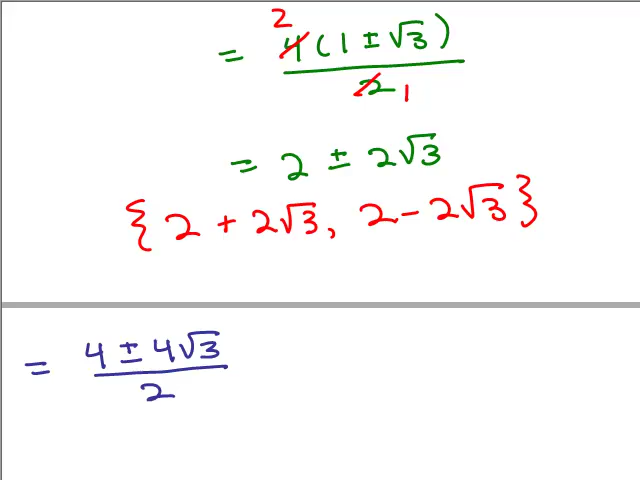 = 2 4(1 ± √3) / 2 1
= 2 ± 2√3
{ 2 + 2√3, 2 - 2√3 }
= 4 ± 4√3 / 2